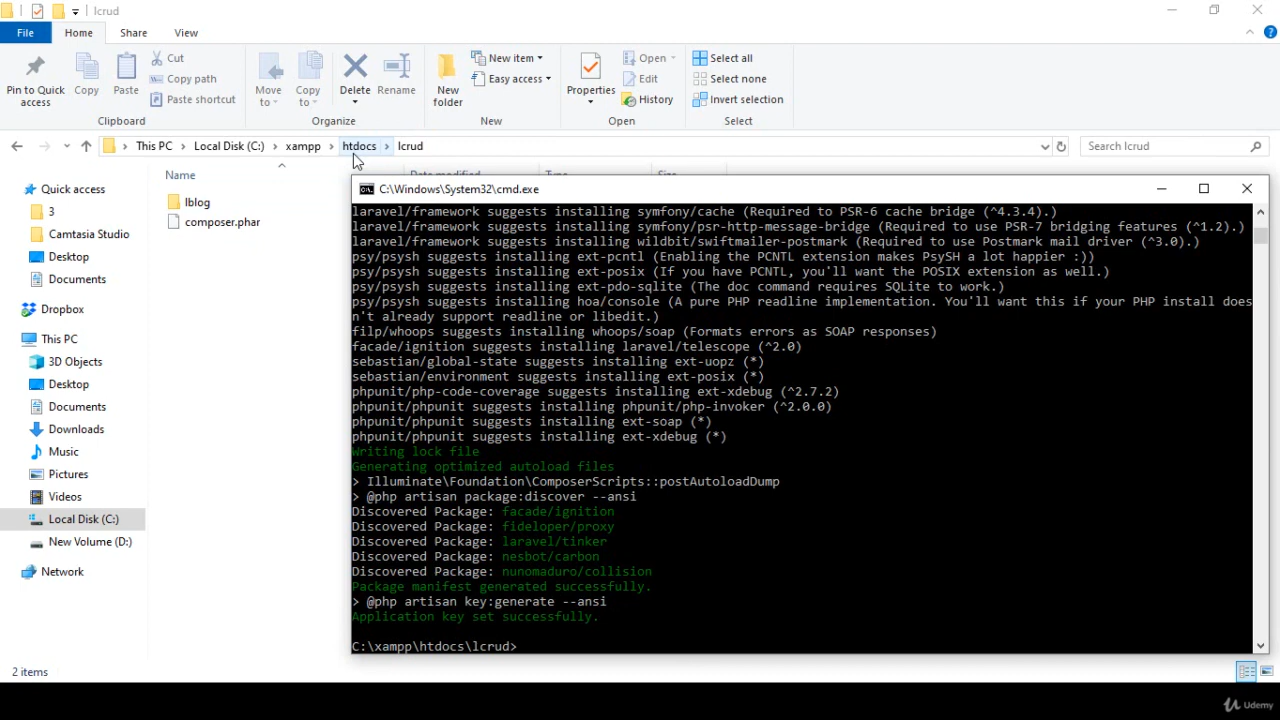 lcrud
File
Home
Share
View
Pin to Quick access
Copy
Paste
Cut
Copy path
Paste shortcut
Clipboard
Move to
Copy to
Delete
Rename
Organize
New folder
New item
Easy access
New
Properties
Open
Edit
History
Open
Select all
Select none
Invert selection
Select
This PC
Local Disk (C:)
xampp
htdocs
lcrud
Search lcrud
Name
Date modified
Type
Size
Quick access
3
Camtasia Studio
Desktop
Documents
Dropbox
This PC
3D Objects
Desktop
Documents
Downloads
Music
Pictures
Videos
Local Disk (C:)
New Volume (D:)
Network
lblog
composer.phar
C:\Windows\System32\cmd.exe
laravel/framework suggests installing symfony/cache (Required to PSR-6 cache bridge (^4.3.4).)
laravel/framework suggests installing symfony/psr-http-message-bridge (Required to use PSR-7 bridging features (^1.2).)
laravel/framework suggests installing wildbit/swiftmailer-postmark (Required to use Postmark mail driver (^3.0).)
psy/psysh suggests installing ext-pcntl (Enabling the PCNTL extension makes PsySH a lot happier :))
psy/psysh suggests installing ext-posix (If you have PCNTL, you'll want the POSIX extension as well.)
psy/psysh suggests installing ext-pdo-sqlite (The doc command requires SQLite to work.)
psy/psysh suggests installing hoa/console (A pure PHP readline implementation. You'll want this if your PHP install does
n't already support readline or libedit.)
filp/whoops suggests installing whoops/soap (Formats errors as SOAP responses)
facade/ignition suggests installing laravel/telescope (^2.0)
sebastian/global-state suggests installing ext-uopz (*)
sebastian/environment suggests installing ext-posix (*)
phpunit/php-code-coverage suggests installing ext-xdebug (^2.7.2)
phpunit/phpunit suggests installing phpunit/php-invoker (^2.0.0)
phpunit/phpunit suggests installing ext-soap (*)
phpunit/phpunit suggests installing ext-xdebug (*)
Writing lock file
Generating optimized autoload files
> Illuminate\Foundation\ComposerScripts::postAutoloadDump
> @php artisan package:discover --ansi
Discovered Package: facade/ignition
Discovered Package: fideloper/proxy
Discovered Package: laravel/tinker
Discovered Package: nesbot/carbon
Discovered Package: nunomaduro/collision
Package manifest generated successfully.
> @php artisan key:generate --ansi
Application key set successfully.
C:\xampp\htdocs\lcrud>
2 items
Udemy